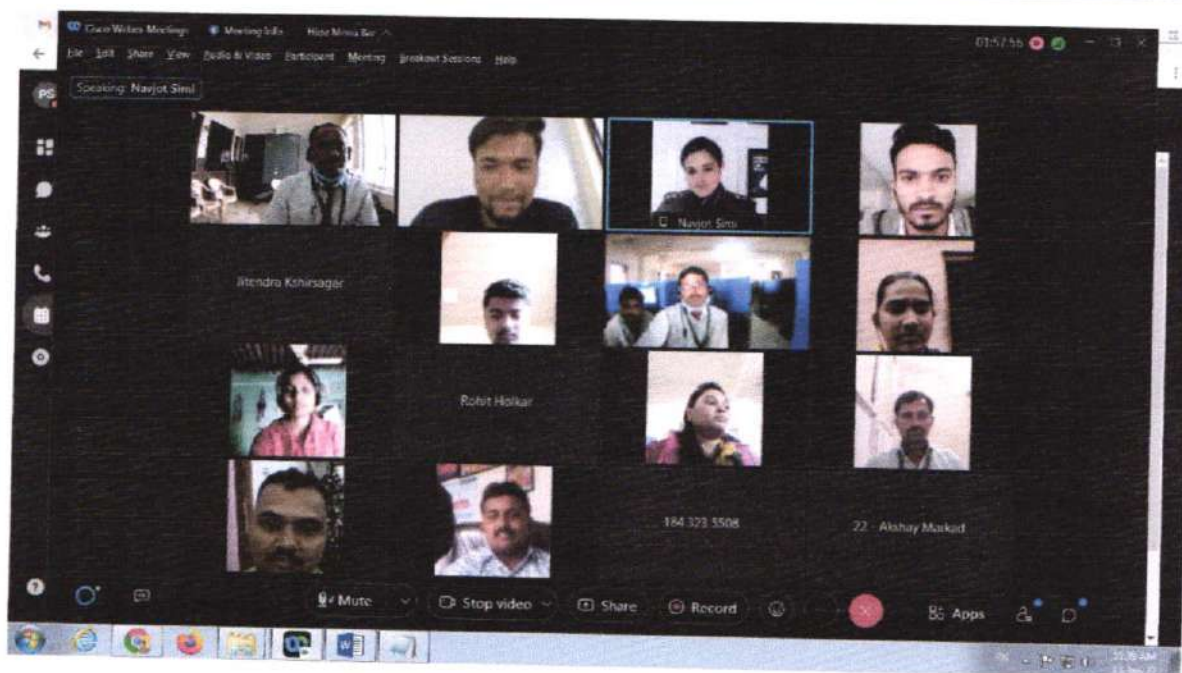 Cisco Webex Meetings Meeting Info Hide Menu Bar
01:57:56
File Edit Share View Audio & Video Participant Meeting Breakout Sessions Help
PS
Speaking: Navjot Simi
Navjot Simi
Jitendra Kshirsagar
Rohit Holkar
184 323 3508
22 - Akshay Markad
Mute Stop video Share Record Apps